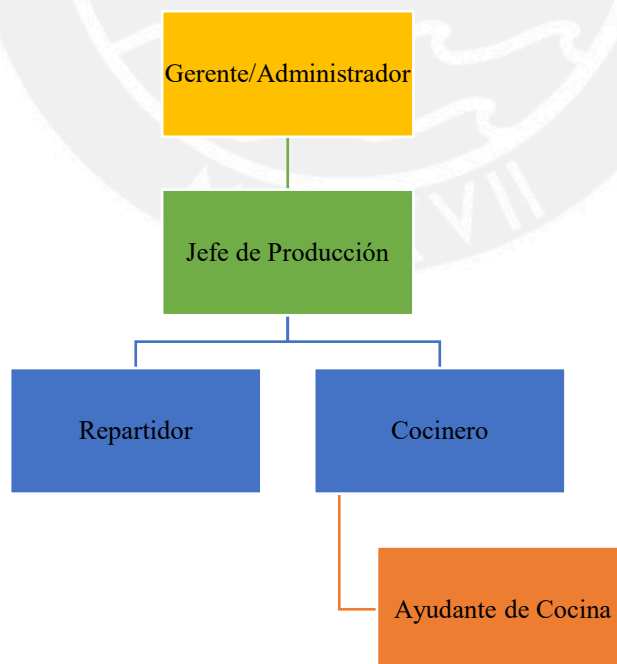 Gerente/Administrador
Jefe de Producción
Repartidor
Cocinero
Ayudante de Cocina